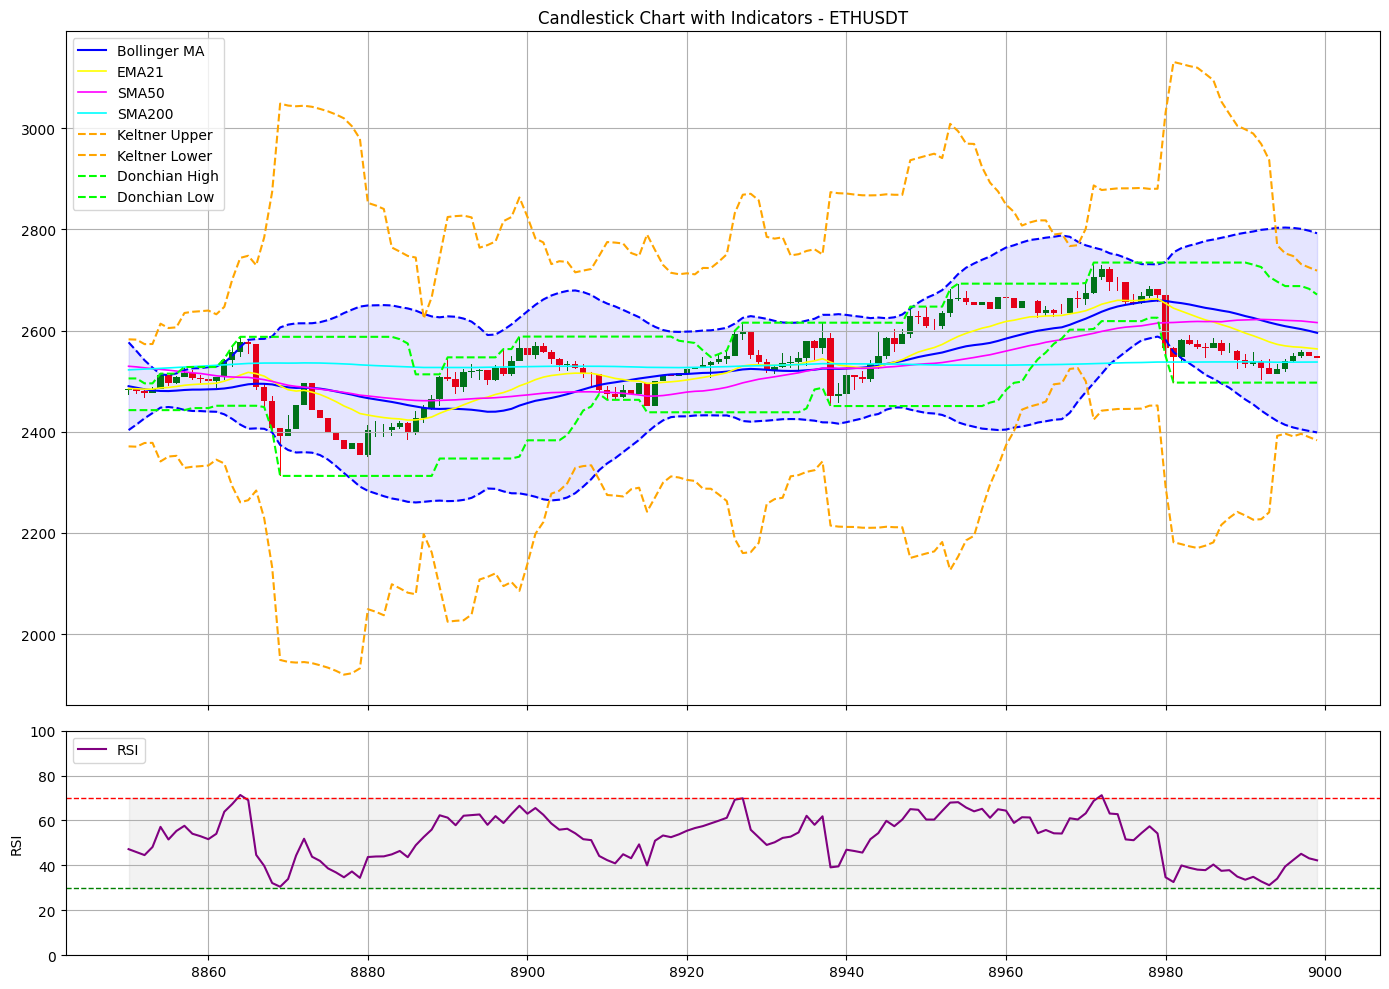 Candlestick Chart with Indicators - ETHUSDT
Bollinger MA
EMA21
SMA50
SMA200
Keltner Upper
Keltner Lower
Donchian High
Donchian Low
3000
2800
2600
2400
2200
2000
RSI
100
80
60
40
20
0
RSI
8860 8880 8900 8920 8940 8960 8980 9000